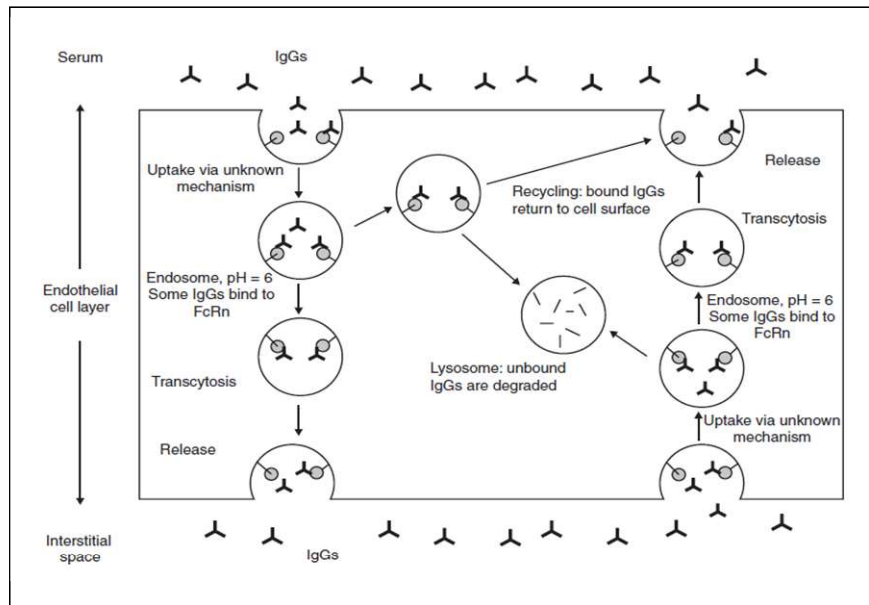 Serum
IgGs
Uptake via unknown
mechanism
Release
Recycling: bound IgGs
return to cell surface
Transcytosis
Endothelial
cell layer
Endosome, pH = 6
Some IgGs bind to
FcRn
Endosome, pH = 6
Some IgGs bind to
FcRn
Lysosome: unbound
IgGs are degraded
Transcytosis
Uptake via unknown
mechanism
Release
Interstitial
space
IgGs